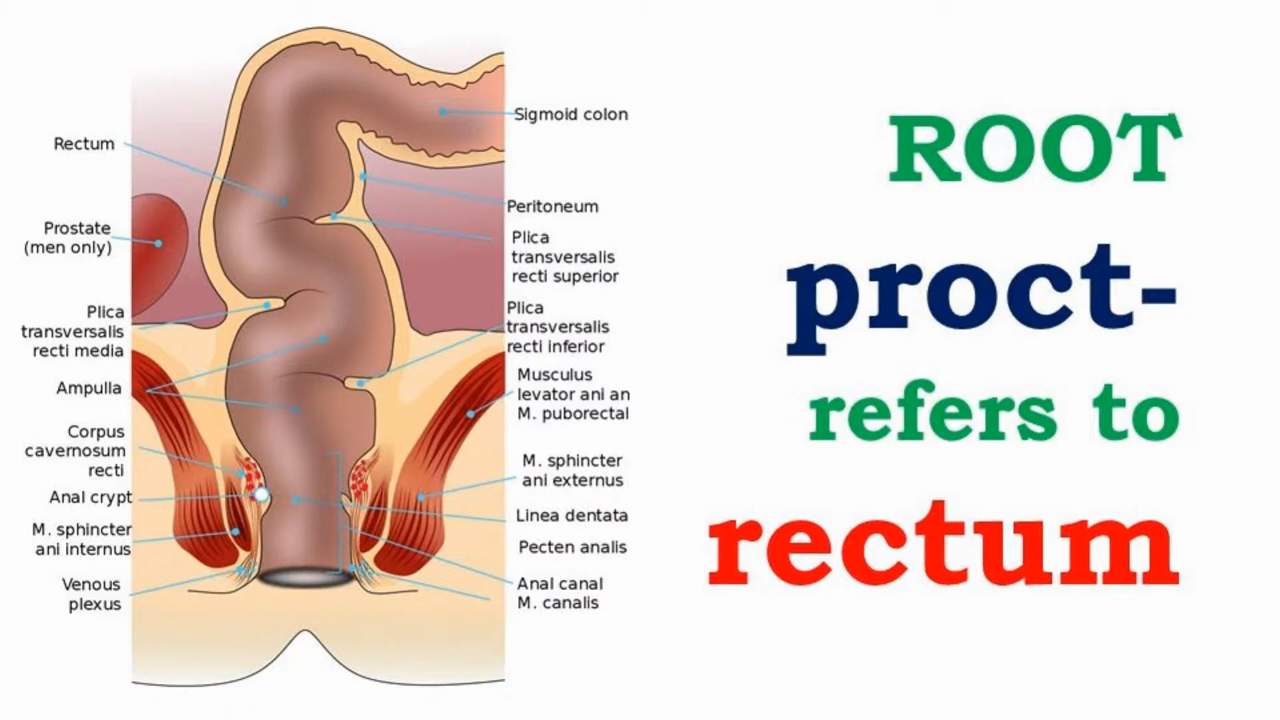 Rectum
Prostate
(men only)
Plica
transversalis
recti media
Ampulla
Corpus
cavernosum
recti
Anal crypt
M. sphincter
ani internus
Venous
plexus
Sigmoid colon
Peritoneum
Plica
transversalis
recti superior
Plica
transversalis
recti inferior
Musculus
levator ani an
M. puborectal
M. sphincter
ani externus
Linea dentata
Pecten analis
Anal canal
M. canalis
ROOT
proct-
refers to
rectum